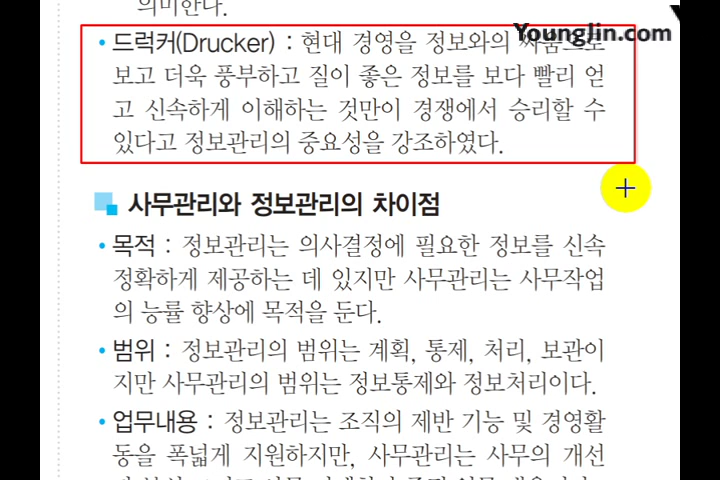 의미한다.
Younglin.com
• 드럭커(Drucker) : 현대 경영을 정보와의 싸움으로
보고 더욱 풍부하고 질이 좋은 정보를 보다 빨리 얻
고 신속하게 이해하는 것만이 경쟁에서 승리할 수
있다고 정보관리의 중요성을 강조하였다.
사무관리와 정보관리의 차이점
• 목적 : 정보관리는 의사결정에 필요한 정보를 신속
정확하게 제공하는 데 있지만 사무관리는 사무작업
의 능률 향상에 목적을 둔다.
• 범위 : 정보관리의 범위는 계획, 통제, 처리, 보관이
지만 사무관리의 범위는 정보통제와 정보처리이다.
• 업무내용 : 정보관리는 조직의 제반 기능 및 경영활
동을 폭넓게 지원하지만, 사무관리는 사무의 개선